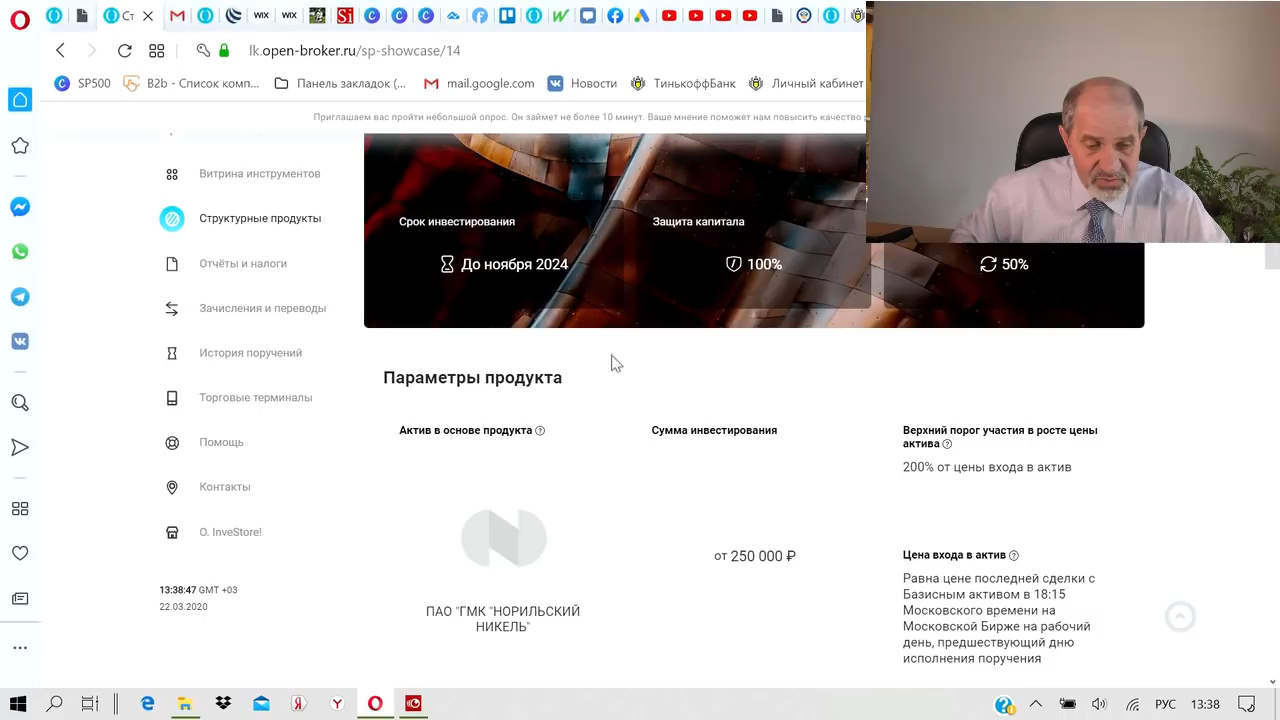 Ст
WIX
WIX
Si
lk.open-broker.ru/sp-showcase/14
SP500
B2b - Список комп...
Панель закладок (...
mail.google.com
Новости
ТинькоффБанк
Личный кабинет
Приглашаем вас пройти небольшой опрос. Он займет не более 10 минут. Ваше мнение поможет нам повысить качество
Витрина инструментов
Структурные продукты
Отчёты и налоги
Зачисления и переводы
История поручений
Торговые терминалы
Помощь
Контакты
O. InveStore!
13:38:47 GMT +03
22.03.2020
Срок инвестирования
До ноября 2024
Защита капитала
100%
50%
Параметры продукта
Актив в основе продукта
ПАО "ГМК "НОРИЛЬСКИЙ
НИКЕЛЬ"
Сумма инвестирования
от 250 000 ₽
Верхний порог участия в росте цены
актива
200% от цены входа в актив
Цена входа в актив
Равна цене последней сделки с
Базисным активом в 18:15
Московского времени на
Московской Бирже на рабочий
день, предшествующий дню
исполнения поручения
РУС
13:38